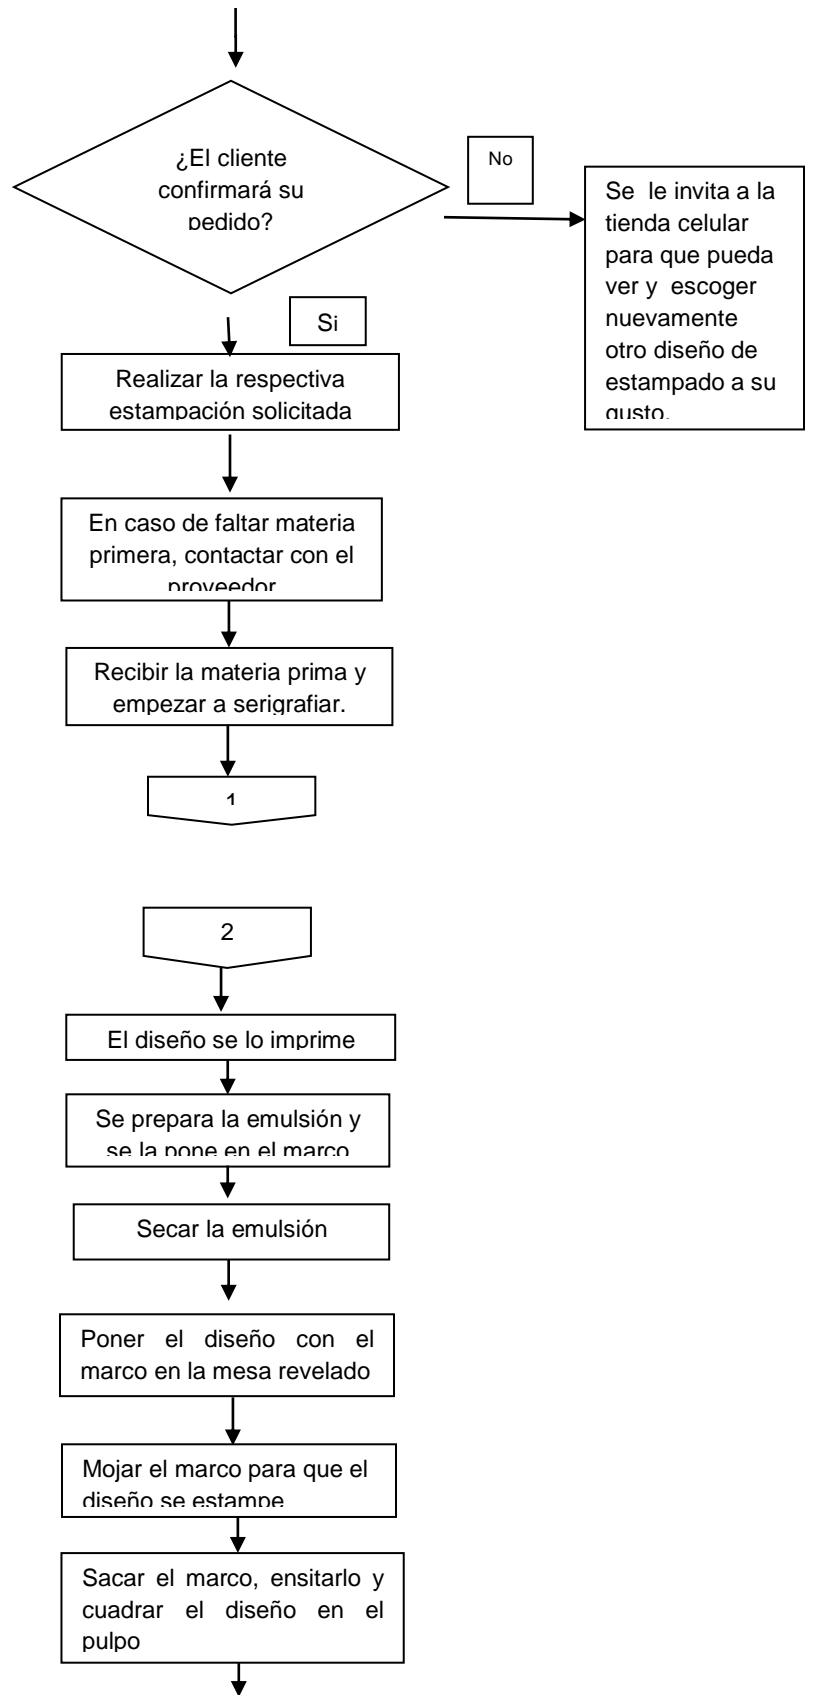 ¿El cliente
confirmará su
pedido?
No
Se le invita a la
tienda celular
para que pueda
ver y escoger
nuevamente
otro diseño de
estampado a su
gusto.
Si
Realizar la respectiva
estampación solicitada
En caso de faltar materia
primera, contactar con el
proveedor
Recibir la materia prima y
empezar a serigrafiar.
1
2
El diseño se lo imprime
Se prepara la emulsión y
se la pone en el marco
Secar la emulsión
Poner el diseño con el
marco en la mesa revelado
Mojar el marco para que el
diseño se estampe
Sacar el marco, ensitarlo y
cuadrar el diseño en el
pulpo